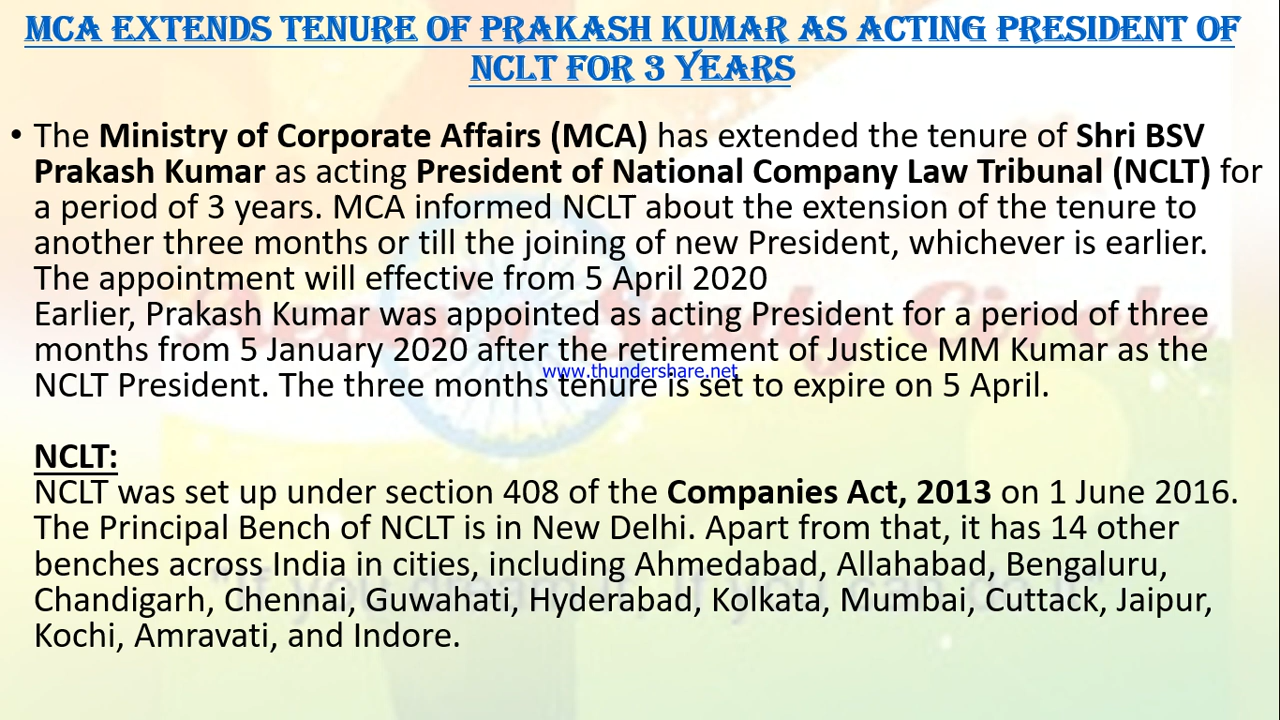 MCA EXTENDS TENURE OF PRAKASH KUMAR AS ACTING PRESIDENT OF
NCLT FOR 3 YEARS
• The Ministry of Corporate Affairs (MCA) has extended the tenure of Shri BSV
Prakash Kumar as acting President of National Company Law Tribunal (NCLT) for
a period of 3 years. MCA informed NCLT about the extension of the tenure to
another three months or till the joining of new President, whichever is earlier.
The appointment will effective from 5 April 2020
Earlier, Prakash Kumar was appointed as acting President for a period of three
months from 5 January 2020 after the retirement of Justice MM Kumar as the
www.thundershare.net
NCLT President. The three months tenure is set to expire on 5 April.
NCLT:
NCLT was set up under section 408 of the Companies Act, 2013 on 1 June 2016.
The Principal Bench of NCLT is in New Delhi. Apart from that, it has 14 other
benches across India in cities, including Ahmedabad, Allahabad, Bengaluru,
Chandigarh, Chennai, Guwahati, Hyderabad, Kolkata, Mumbai, Cuttack, Jaipur,
Kochi, Amravati, and Indore.